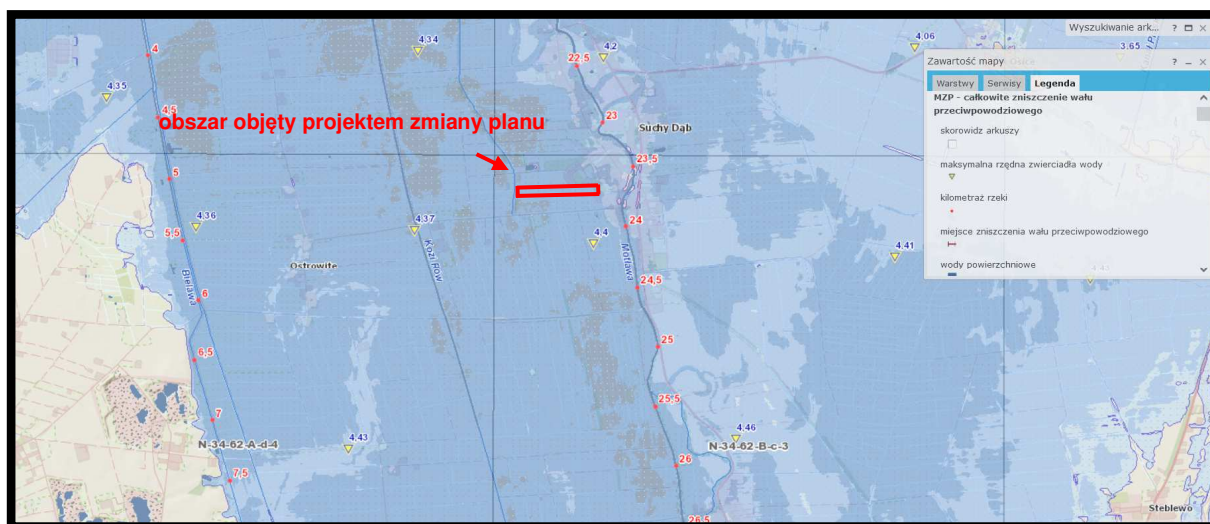 Wyszukiwanie ark...
Zawartość mapy
Warstwy Serwisy Legenda
MZP - całkowite zniszczenie wału
przeciwpowodziowego
skorowidz arkuszy
maksymalna rzędna zwierciadła wody
kilometraż rzeki
miejsce zniszczenia wału przeciwpowodziowego
wody powierzchniowe
obszar objęty projektem zmiany planu
4
4,34
22,5
4,2
4,06
3,65
4,35
4,5
23
Suchy Dąb
23,5
5
4,36
4,37
5,5
4,4
24
4,41
Bielawa
Kozi Rów
Motława
Ostrowite
24,5
6
25
6,5
25,5
7
N-34-62-A-d-4
4,43
4,46
N-34-62-B-c-3
26
7,5
26,5
Steblewo